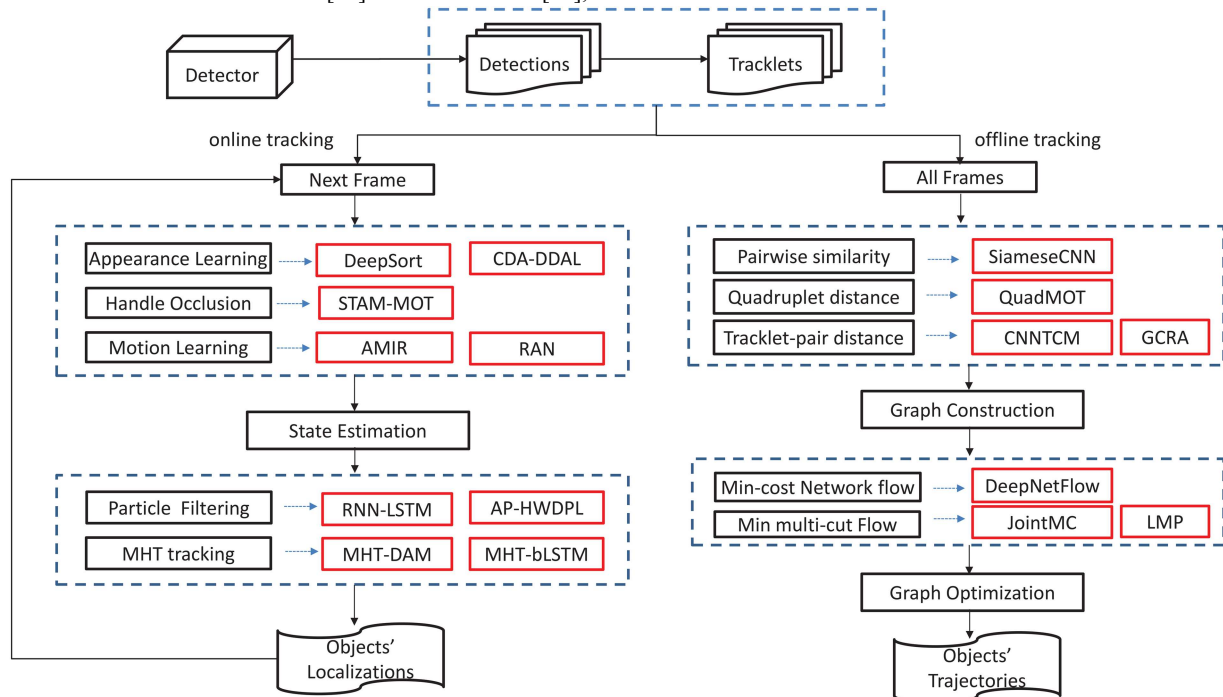 Detector
Detections
Tracklets
online tracking
offline tracking
Next Frame
All Frames
Appearance Learning
DeepSort
CDA-DDAL
Handle Occlusion
STAM-MOT
Motion Learning
AMIR
RAN
Pairwise similarity
SiameseCNN
Quadruplet distance
QuadMOT
Tracklet-pair distance
CNNTCM
GCRA
State Estimation
Graph Construction
Particle Filtering
RNN-LSTM
AP-HWDPL
MHT tracking
MHT-DAM
MHT-bLSTM
Min-cost Network flow
DeepNetFlow
Min multi-cut Flow
JointMC
LMP
Graph Optimization
Objects'
Localizations
Objects'
Trajectories